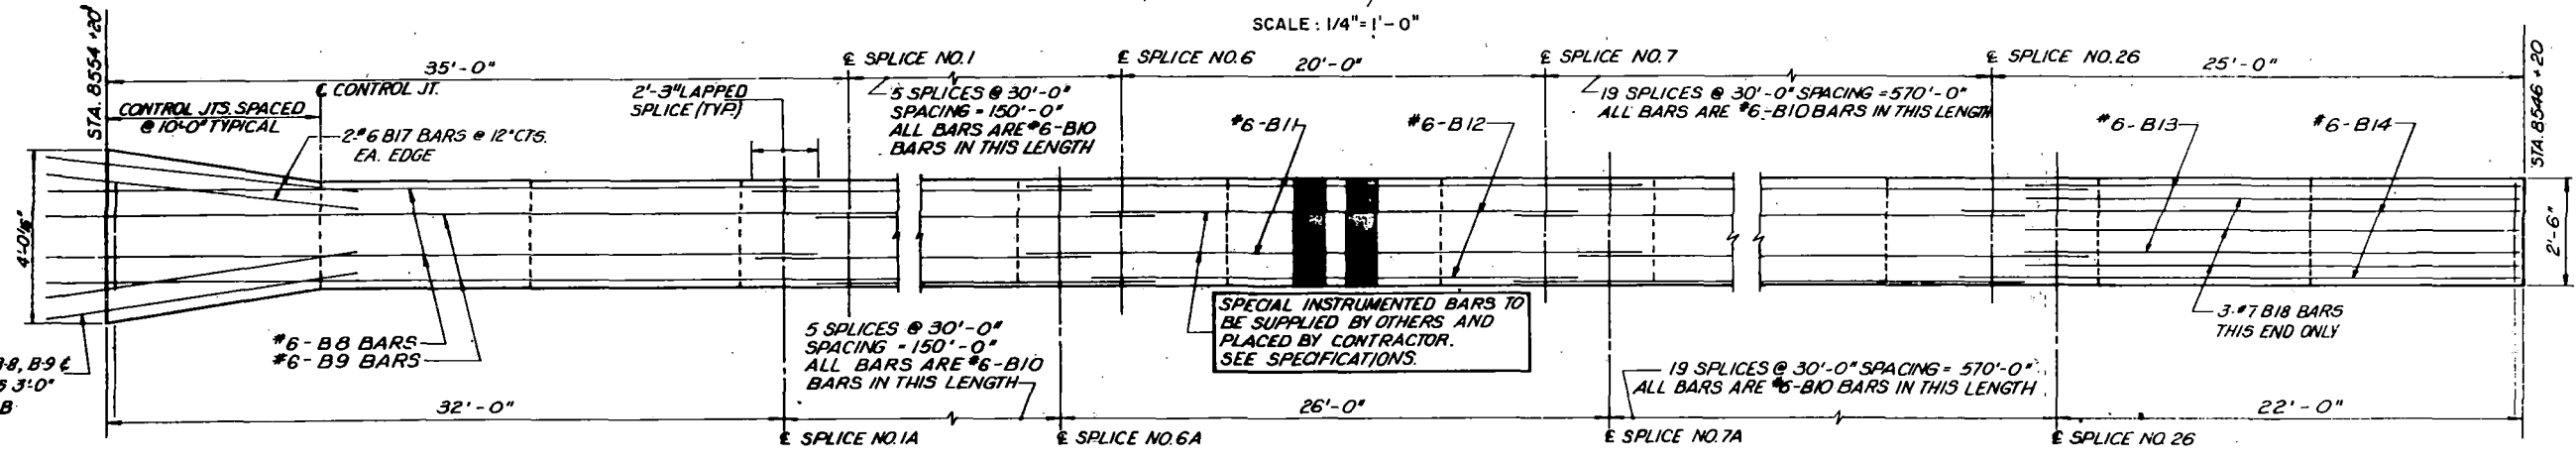 SCALE: 1/4"=1'-0"
STA. 8554 +20
35'-0"
℄ SPLICE NO.1
℄ SPLICE NO.6
20'-0"
℄ SPLICE NO.7
℄ SPLICE NO.26
25'-0"
STA. 8546 +20
CONTROL JTS. SPACED
@ 10'-0" TYPICAL
℄ CONTROL JT.
2'-3" LAPPED
SPLICE (TYP.)
5 SPLICES @ 30'-0"
SPACING = 150'-0"
ALL BARS ARE #6-B10
BARS IN THIS LENGTH
19 SPLICES @ 30'-0" SPACING = 570'-0"
ALL BARS ARE #6-B10 BARS IN THIS LENGTH
2-#6 B17 BARS @ 12" CTS.
EA. EDGE
#6-B11
#6-B12
#6-B13
#6-B14
2'-6"
#6-B8 BARS
#6-B9 BARS
5 SPLICES @ 30'-0"
SPACING = 150'-0"
ALL BARS ARE #6-B10
BARS IN THIS LENGTH
SPECIAL INSTRUMENTED BARS TO
BE SUPPLIED BY OTHERS AND
PLACED BY CONTRACTOR.
SEE SPECIFICATIONS.
3-#7 B18 BARS
THIS END ONLY
19 SPLICES @ 30'-0" SPACING = 570'-0"
ALL BARS ARE #6-B10 BARS IN THIS LENGTH
B-9 ℄
3'-0"
B
32'-0"
26'-0"
22'-0"
℄ SPLICE NO.1A
℄ SPLICE NO.6A
℄ SPLICE NO.7A
℄ SPLICE NO.26